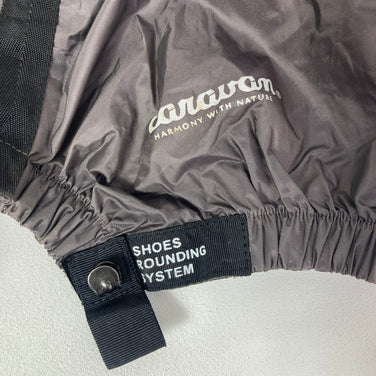 caravan
HARMONY WITH NATURE
SHOES
ROUNDING
SYSTEM